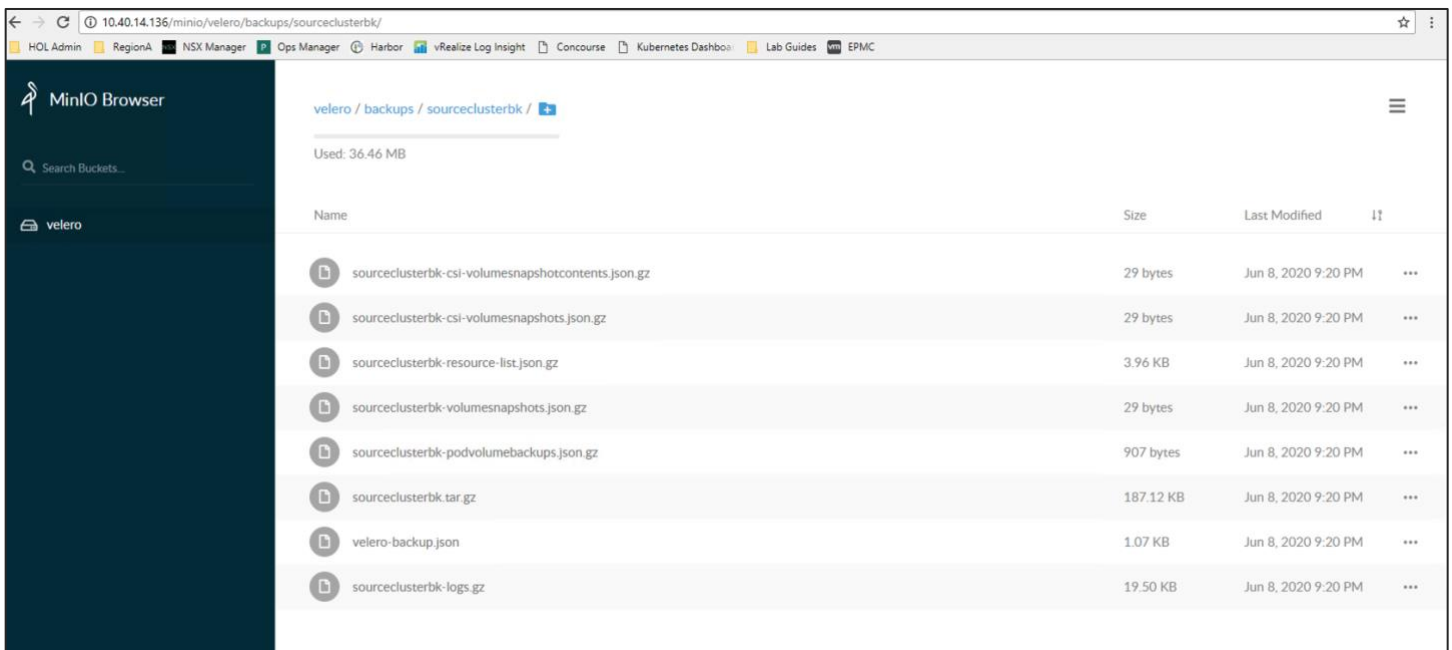 10.40.14.136/minio/velero/backups/sourceclusterbk/
HOL Admin RegionA NSX NSX Manager P Ops Manager Harbor vRealize Log Insight Concourse Kubernetes Dashboa Lab Guides vm EPMC
MinIO Browser
velero / backups / sourceclusterbk /
Used: 36.46 MB
Search Buckets...
velero
Name Size Last Modified
sourceclusterbk-csi-volumesnapshotcontents.json.gz 29 bytes Jun 8, 2020 9:20 PM
sourceclusterbk-csi-volumesnapshots.json.gz 29 bytes Jun 8, 2020 9:20 PM
sourceclusterbk-resource-list.json.gz 3.96 KB Jun 8, 2020 9:20 PM
sourceclusterbk-volumesnapshots.json.gz 29 bytes Jun 8, 2020 9:20 PM
sourceclusterbk-podvolumebackups.json.gz 907 bytes Jun 8, 2020 9:20 PM
sourceclusterbk.tar.gz 187.12 KB Jun 8, 2020 9:20 PM
velero-backup.json 1.07 KB Jun 8, 2020 9:20 PM
sourceclusterbk-logs.gz 19.50 KB Jun 8, 2020 9:20 PM